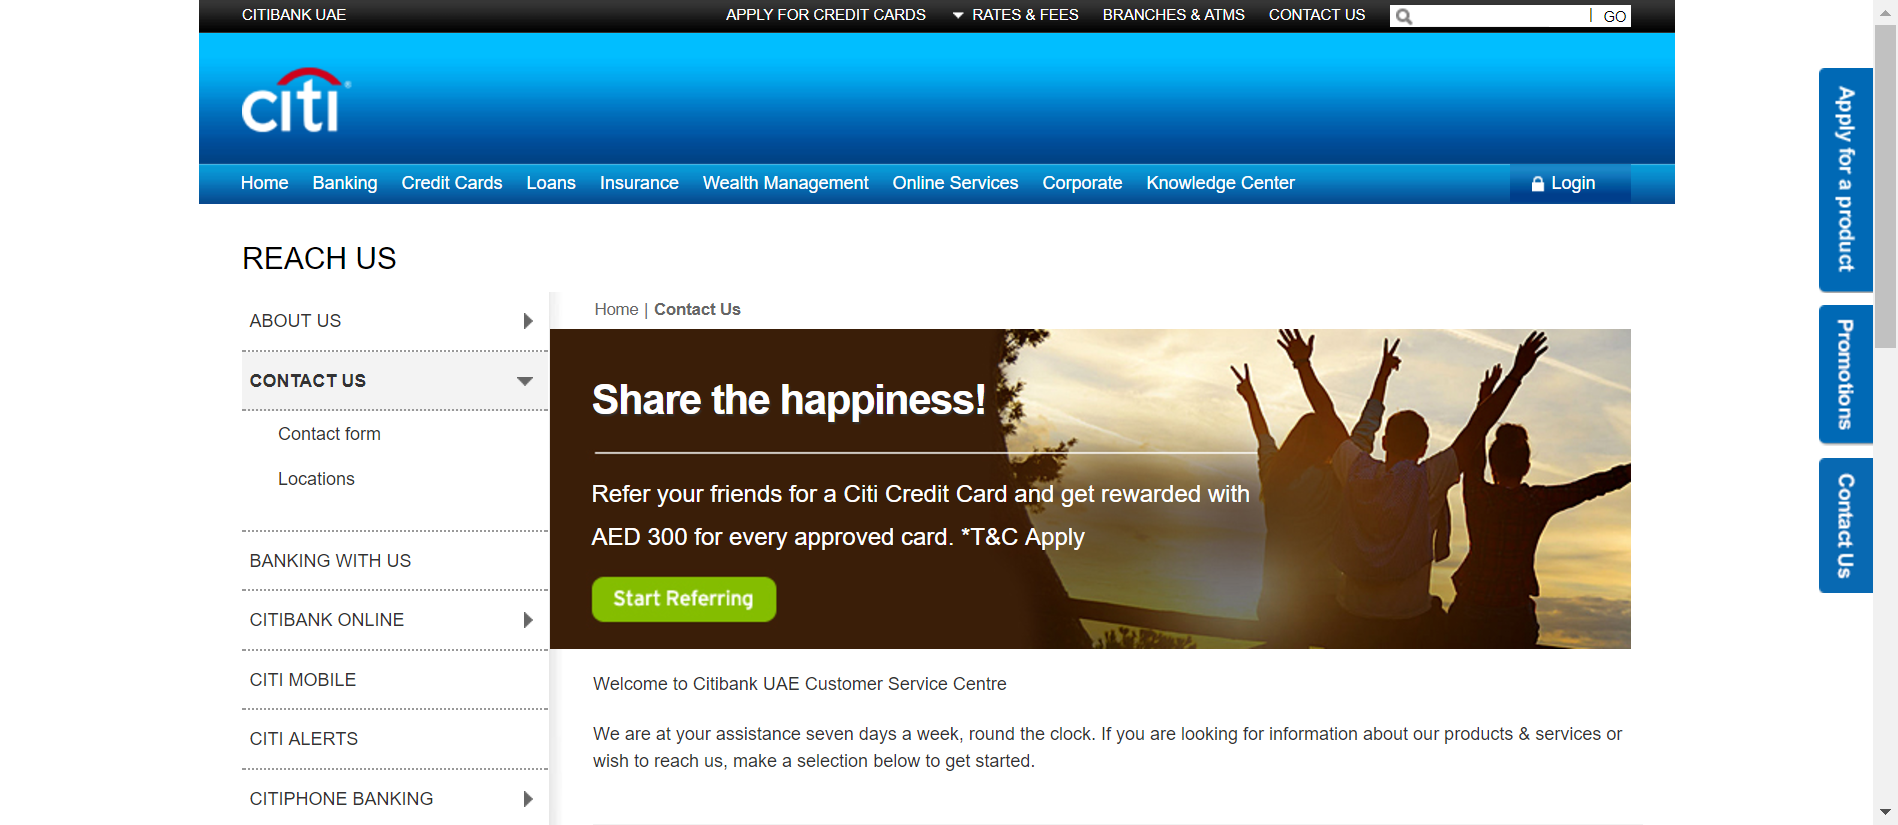 CITIBANK UAE
APPLY FOR CREDIT CARDS
RATES & FEES
BRANCHES & ATMS
CONTACT US
GO
citi
Home
Banking
Credit Cards
Loans
Insurance
Wealth Management
Online Services
Corporate
Knowledge Center
Login
REACH US
ABOUT US
CONTACT US
Contact form
Locations
BANKING WITH US
CITIBANK ONLINE
CITI MOBILE
CITI ALERTS
CITIPHONE BANKING
Home | Contact Us
Share the happiness!
Refer your friends for a Citi Credit Card and get rewarded with
AED 300 for every approved card. *T&C Apply
Start Referring
Welcome to Citibank UAE Customer Service Centre
We are at your assistance seven days a week, round the clock. If you are looking for information about our products & services or
wish to reach us, make a selection below to get started.
Apply for a product
Promotions
Contact Us